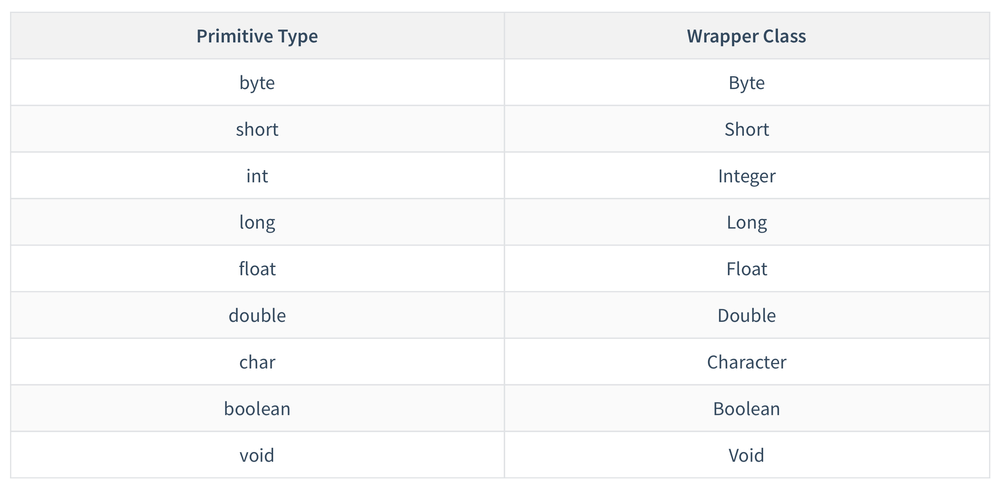 Primitive Type Wrapper Class
byte Byte
short Short
int Integer
long Long
float Float
double Double
char Character
boolean Boolean
void Void